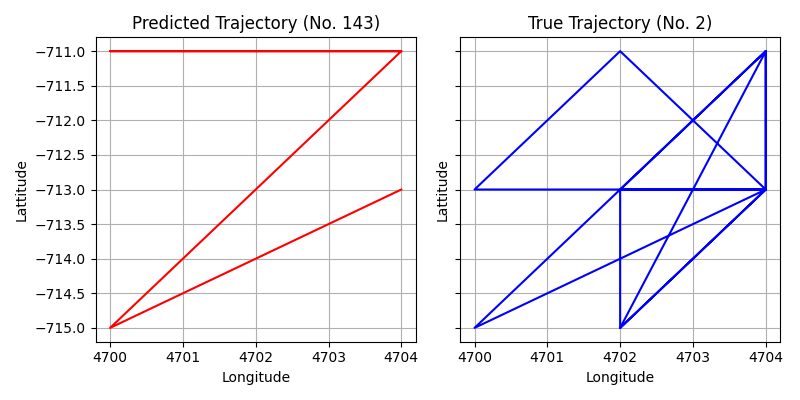 Predicted Trajectory (No. 143)
True Trajectory (No. 2)
−711.0
−711.5
−712.0
−712.5
−713.0
−713.5
−714.0
−714.5
−715.0
Lattitude
Lattitude
4700 4701 4702 4703 4704
4700 4701 4702 4703 4704
Longitude
Longitude